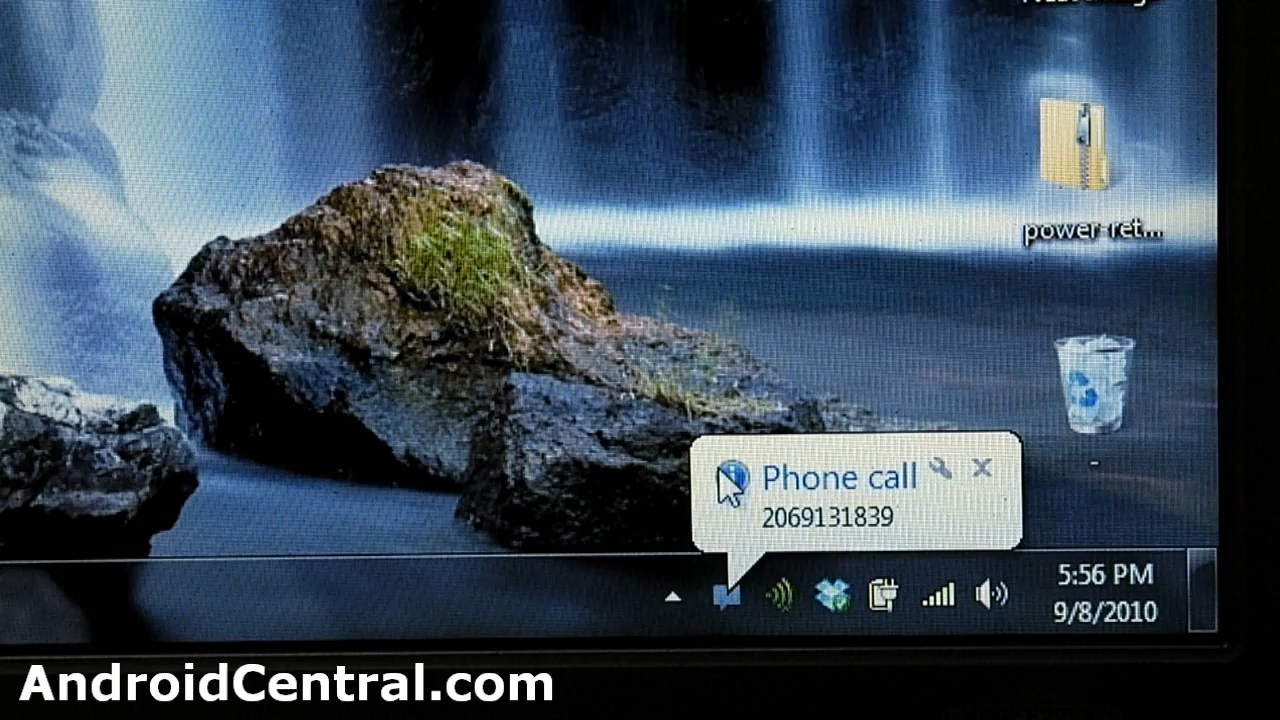 power-ret...
Phone call
2069131839
5:56 PM
9/8/2010
AndroidCentral.com